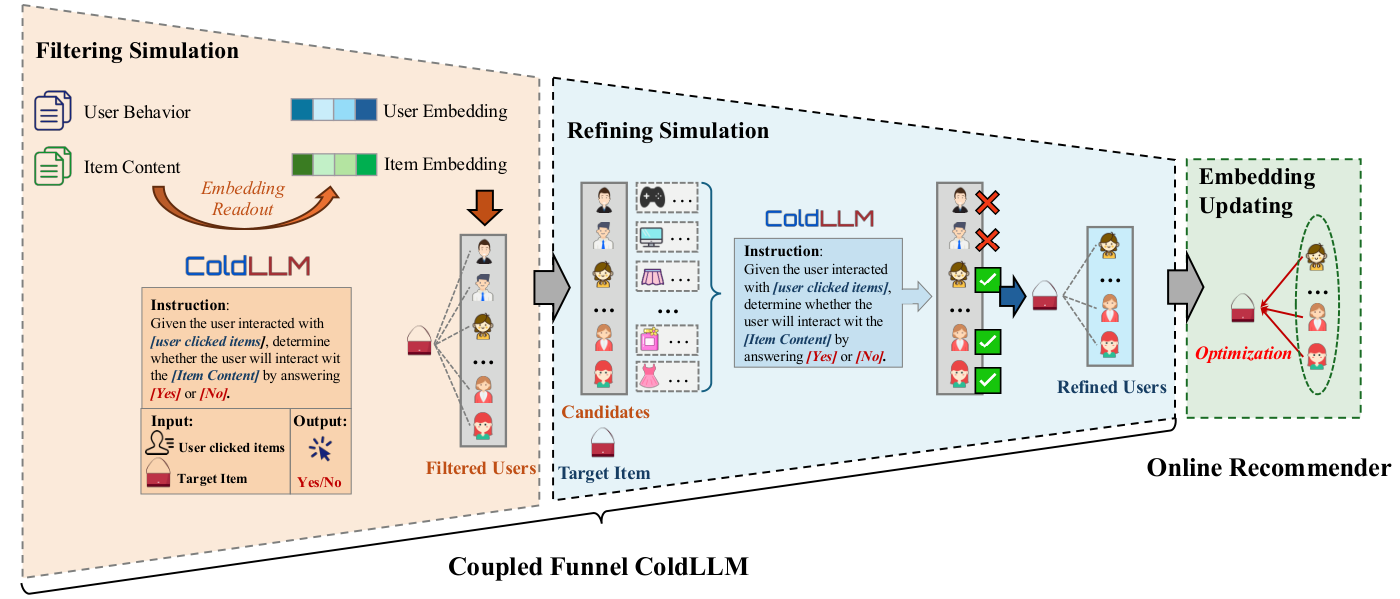 Filtering Simulation
User Behavior
User Embedding
Item Content
Item Embedding
Embedding
Readout
ColdLLM
Instruction:
Given the user interacted with
[user clicked items], determine
whether the user will interact wit
the [Item Content] by answering
[Yes] or [No].
Input:
User clicked items
Target Item
Output:
Yes/No
...
Filtered Users
Refining Simulation
...
...
...
...
...
...
...
Candidates
Target Item
ColdLLM
Instruction:
Given the user interacted
with [user clicked items],
determine whether the
user will interact wit the
[Item Content] by
answering [Yes] or [No].
...
...
Refined Users
Embedding
Updating
...
Optimization
Online Recommender
Coupled Funnel ColdLLM